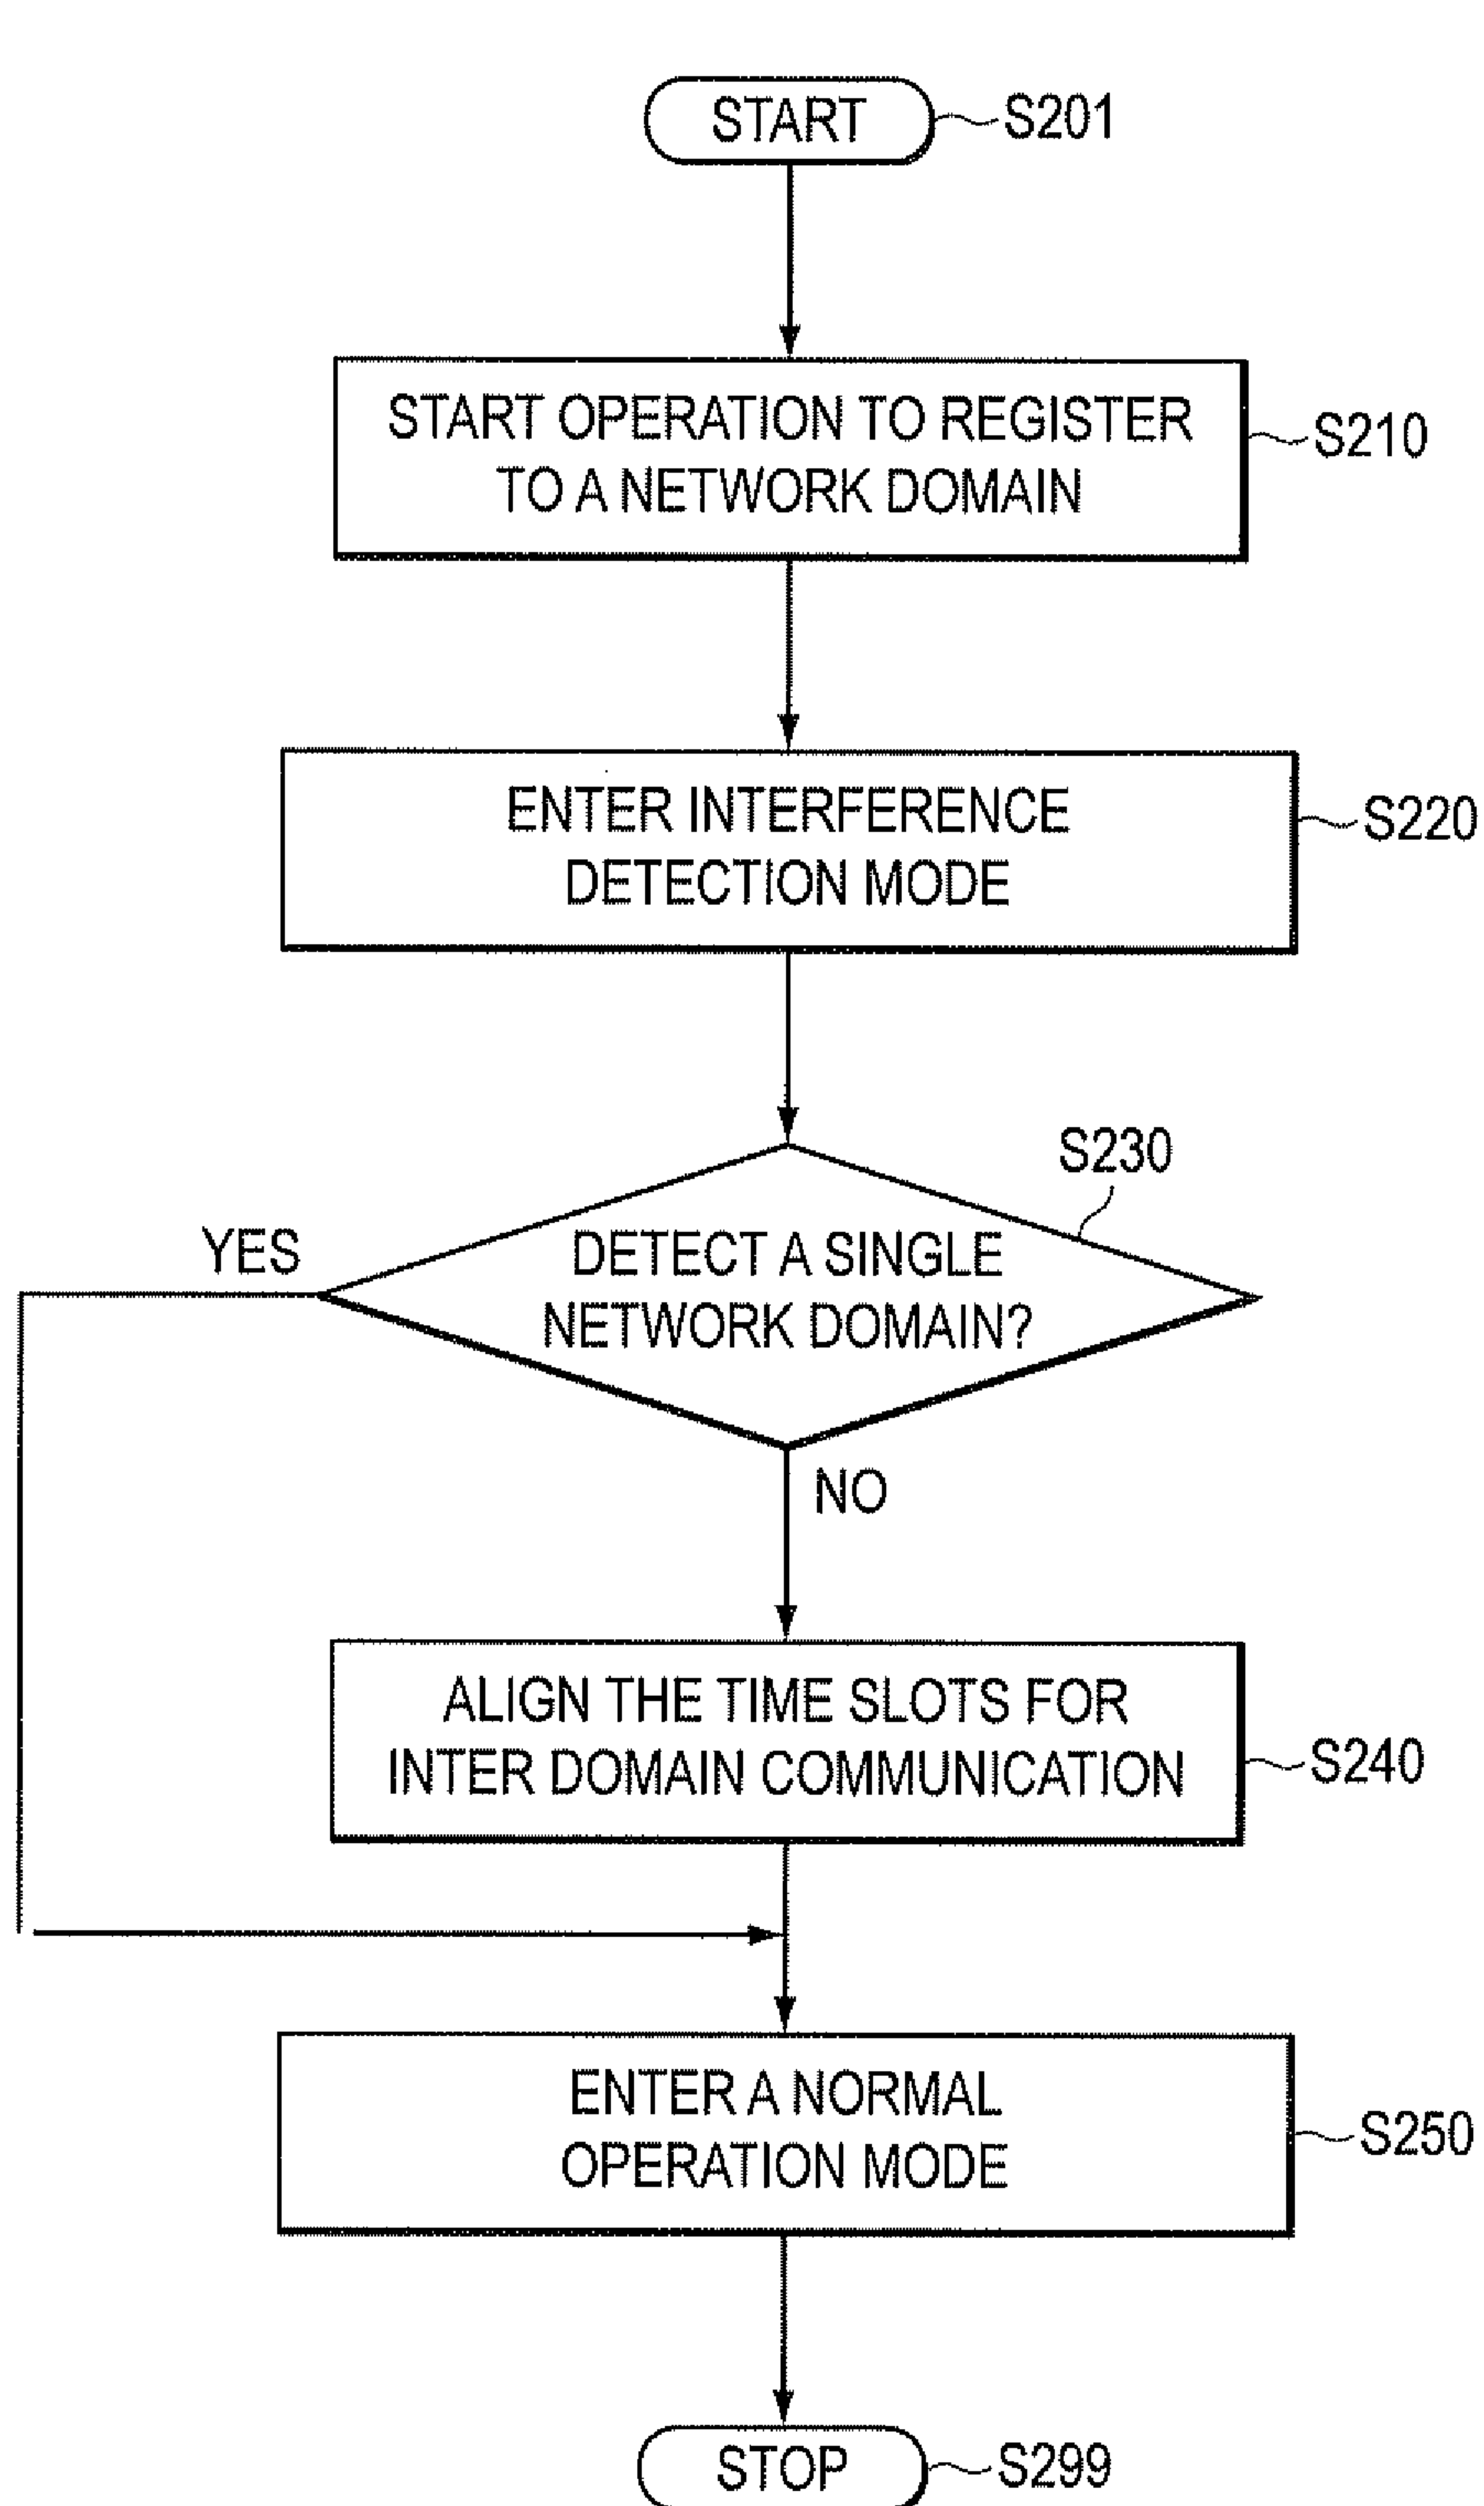 START
S201
START OPERATION TO REGISTER
TO A NETWORK DOMAIN
S210
ENTER INTERFERENCE
DETECTION MODE
S220
S230
YES
DETECT A SINGLE
NETWORK DOMAIN?
NO
ALIGN THE TIME SLOTS FOR
INTER DOMAIN COMMUNICATION
S240
ENTER A NORMAL
OPERATION MODE
S250
STOP
S299